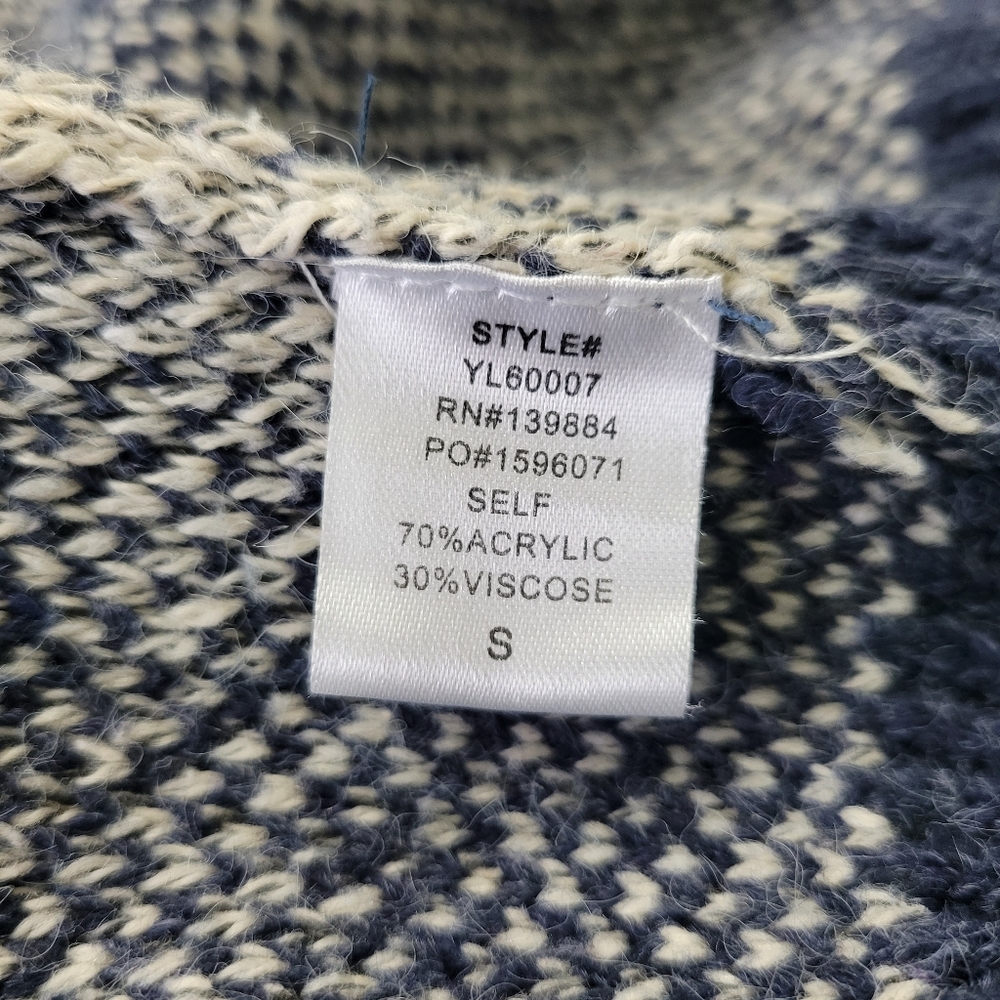 STYLE#
YL60007
RN#139884
PO#1596071
SELF
70%ACRYLIC
30%VISCOSE
S